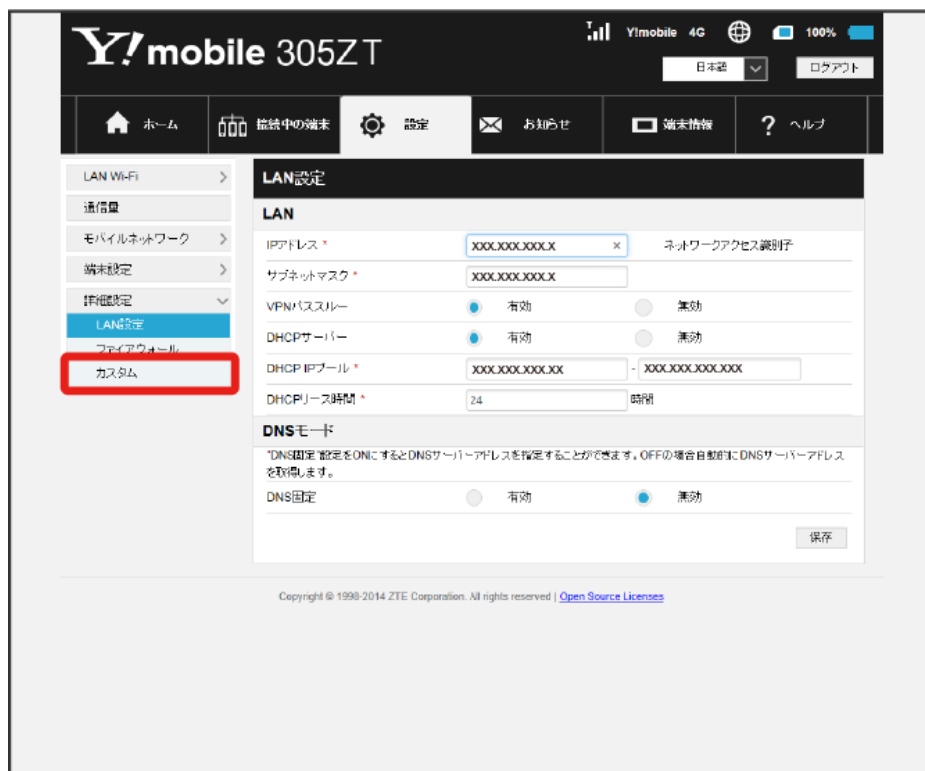 Y!mobile 305ZT
Y!mobile 4G 100%
日本語 ログアウト
ホーム 接続中の端末 設定 お知らせ 端末情報 ? ヘルプ
LAN Wi-Fi
通信量
モバイルネットワーク
端末設定
詳細設定
LAN設定
ファイアウォール
カスタム
LAN設定
LAN
IPアドレス * XXX.XXX.XXX.X × ネットワークアクセス識別子
サブネットマスク * XXX.XXX.XXX.X
VPNパススルー 有効 無効
DHCPサーバー 有効 無効
DHCP IPプール * XXX.XXX.XXX.XX - XXX.XXX.XXX.XXX
DHCPリース時間 * 24 時間
DNSモード
"DNS固定"設定をONにするとDNSサーバーアドレスを指定することができます。OFFの場合自動的にDNSサーバーアドレス
を取得します。
DNS固定 有効 無効
保存
Copyright © 1998-2014 ZTE Corporation. All rights reserved | Open Source Licenses